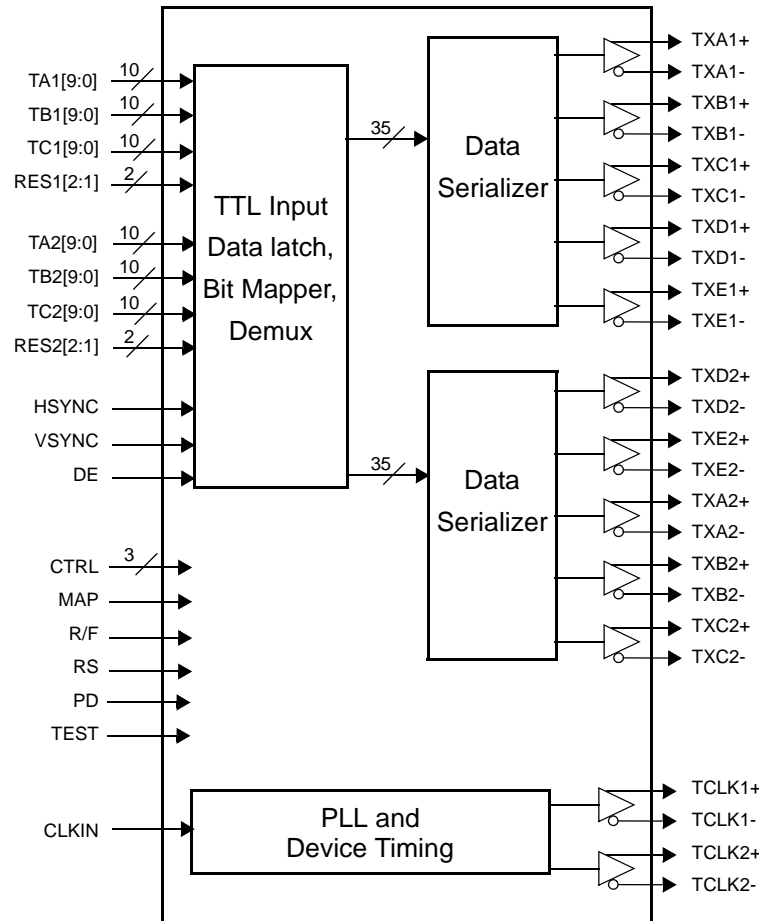 TA1[9:0] 10
TB1[9:0] 10
TC1[9:0] 10
RES1[2:1] 2
TA2[9:0] 10
TB2[9:0] 10
TC2[9:0] 10
RES2[2:1] 2
HSYNC
VSYNC
DE
CTRL 3
MAP
R/F
RS
PD
TEST
CLKIN
TTL Input
Data latch,
Bit Mapper,
Demux
35
35
Data
Serializer
Data
Serializer
PLL and
Device Timing
TXA1+
TXA1-
TXB1+
TXB1-
TXC1+
TXC1-
TXD1+
TXD1-
TXE1+
TXE1-
TXD2+
TXD2-
TXE2+
TXE2-
TXA2+
TXA2-
TXB2+
TXB2-
TXC2+
TXC2-
TCLK1+
TCLK1-
TCLK2+
TCLK2-